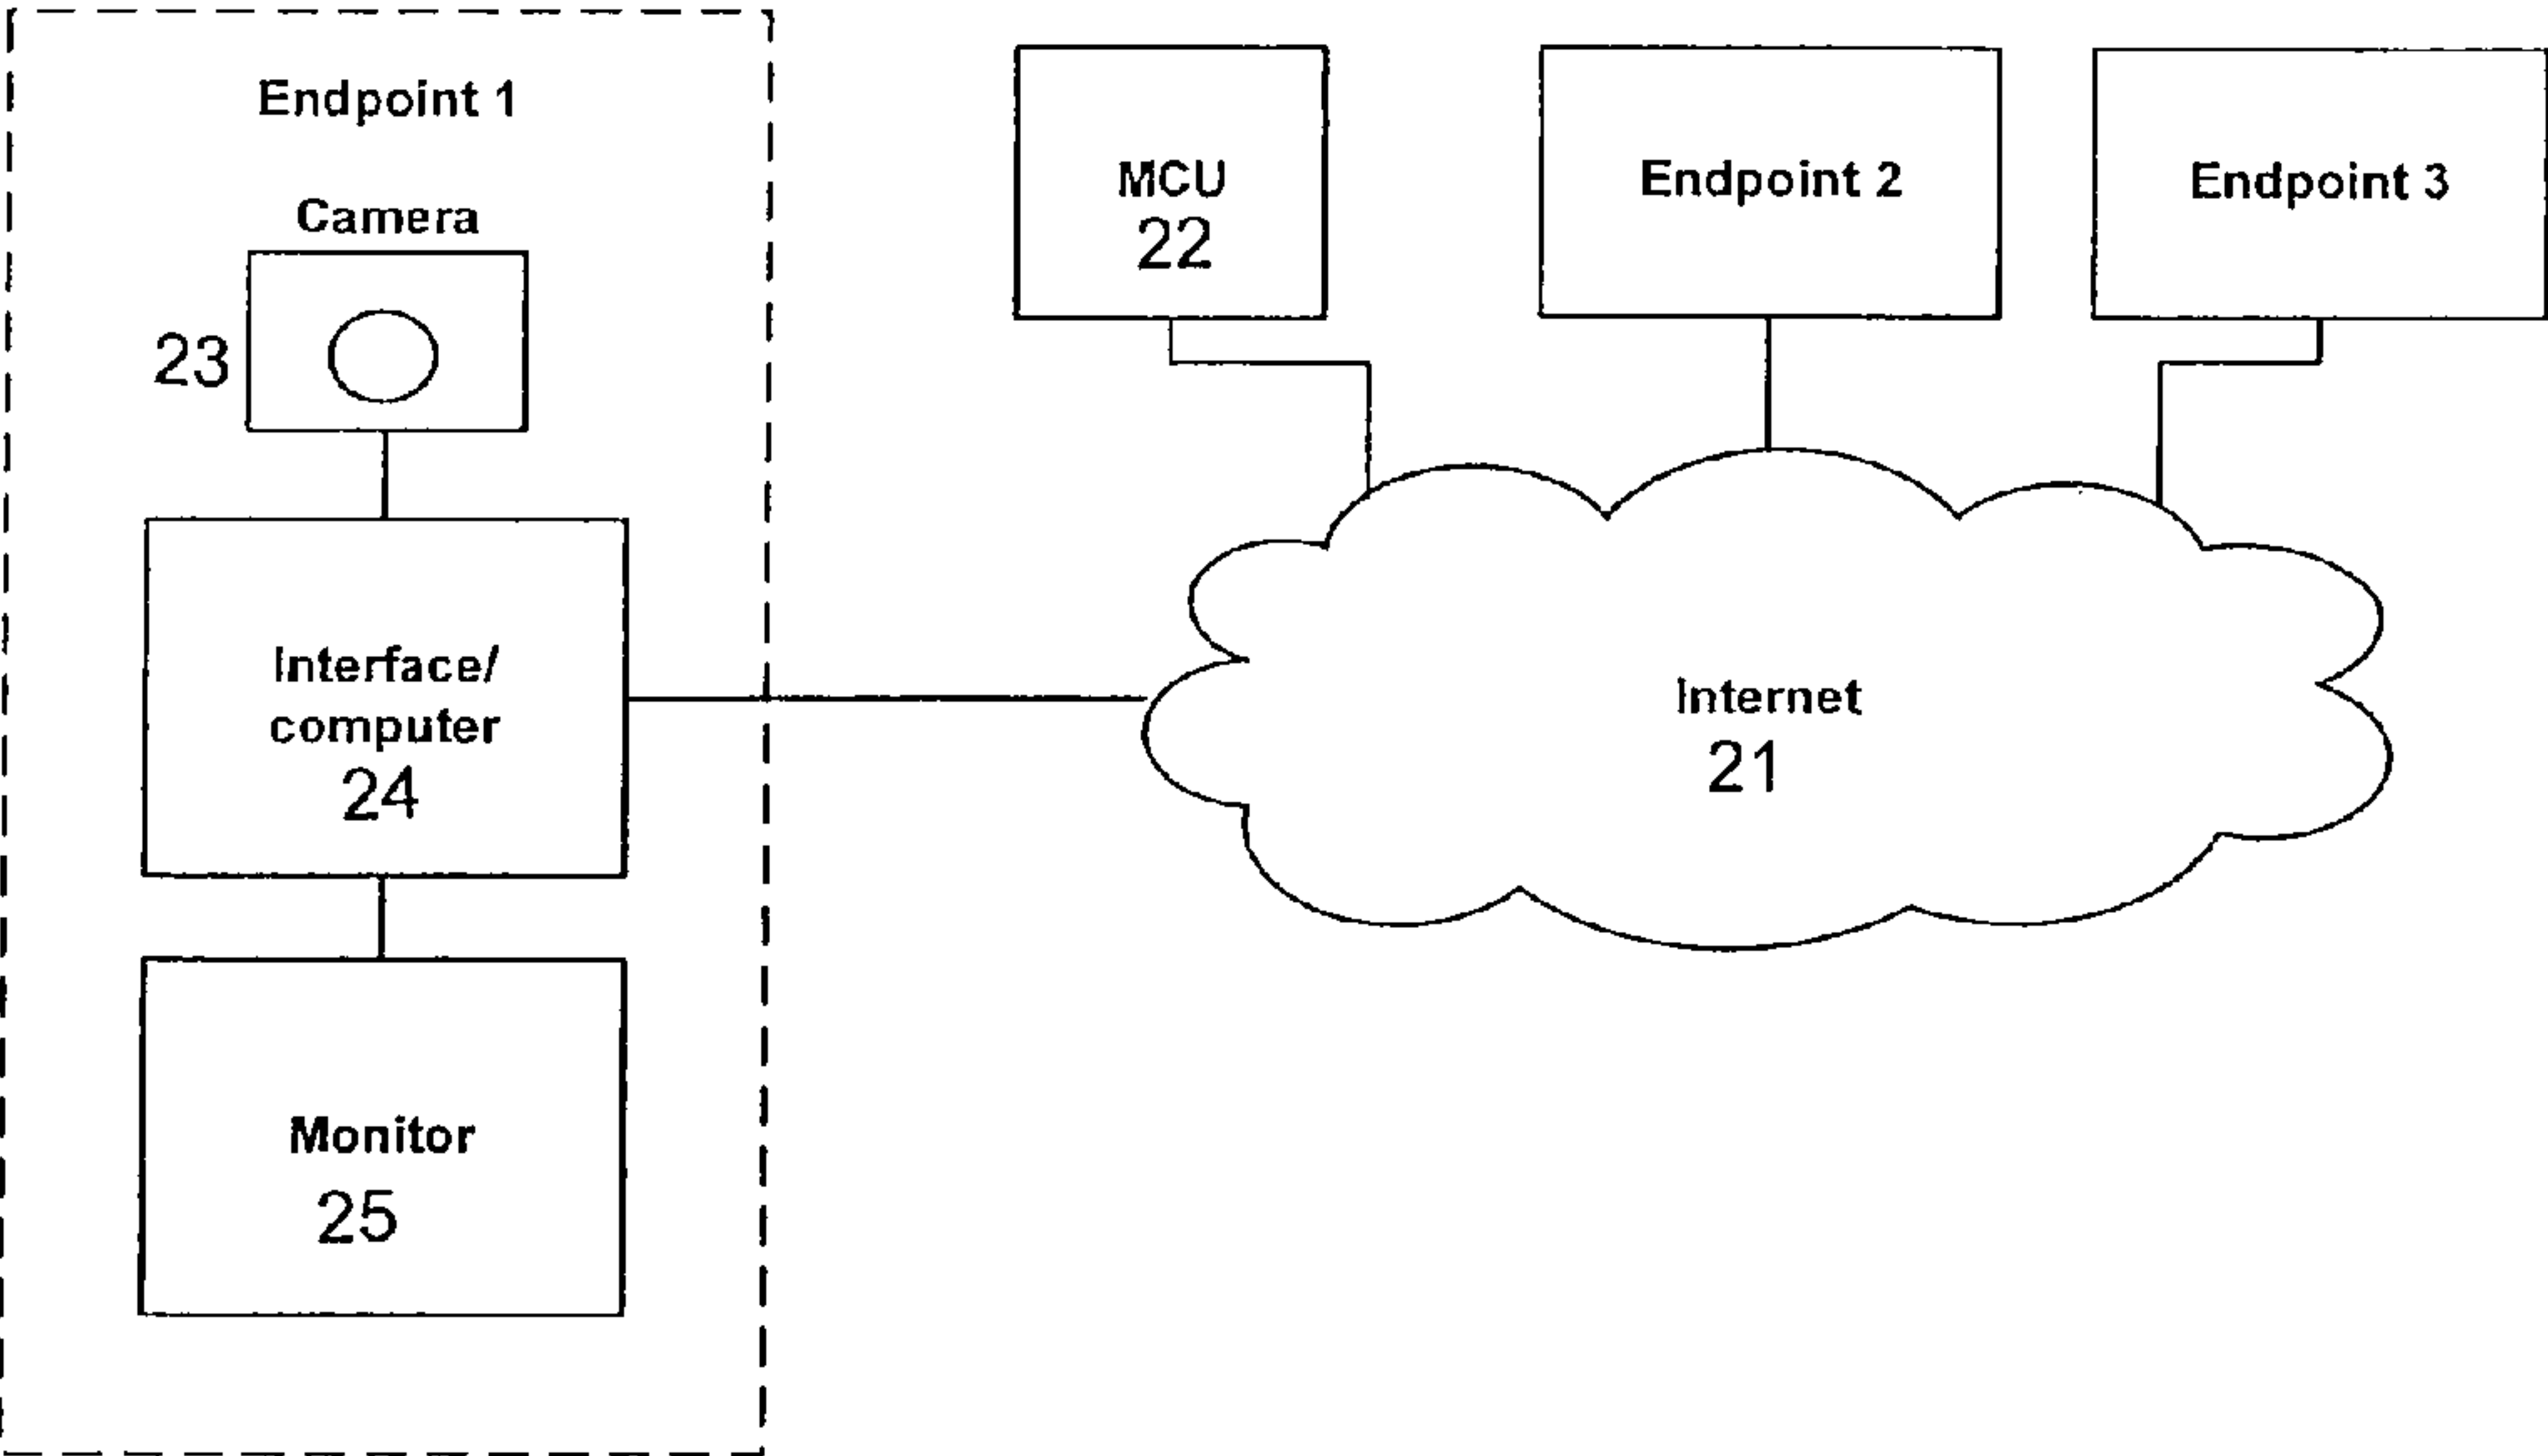 Endpoint 1
Camera
23
Interface/
computer
24
Monitor
25
MCU
22
Endpoint 2
Endpoint 3
Internet
21